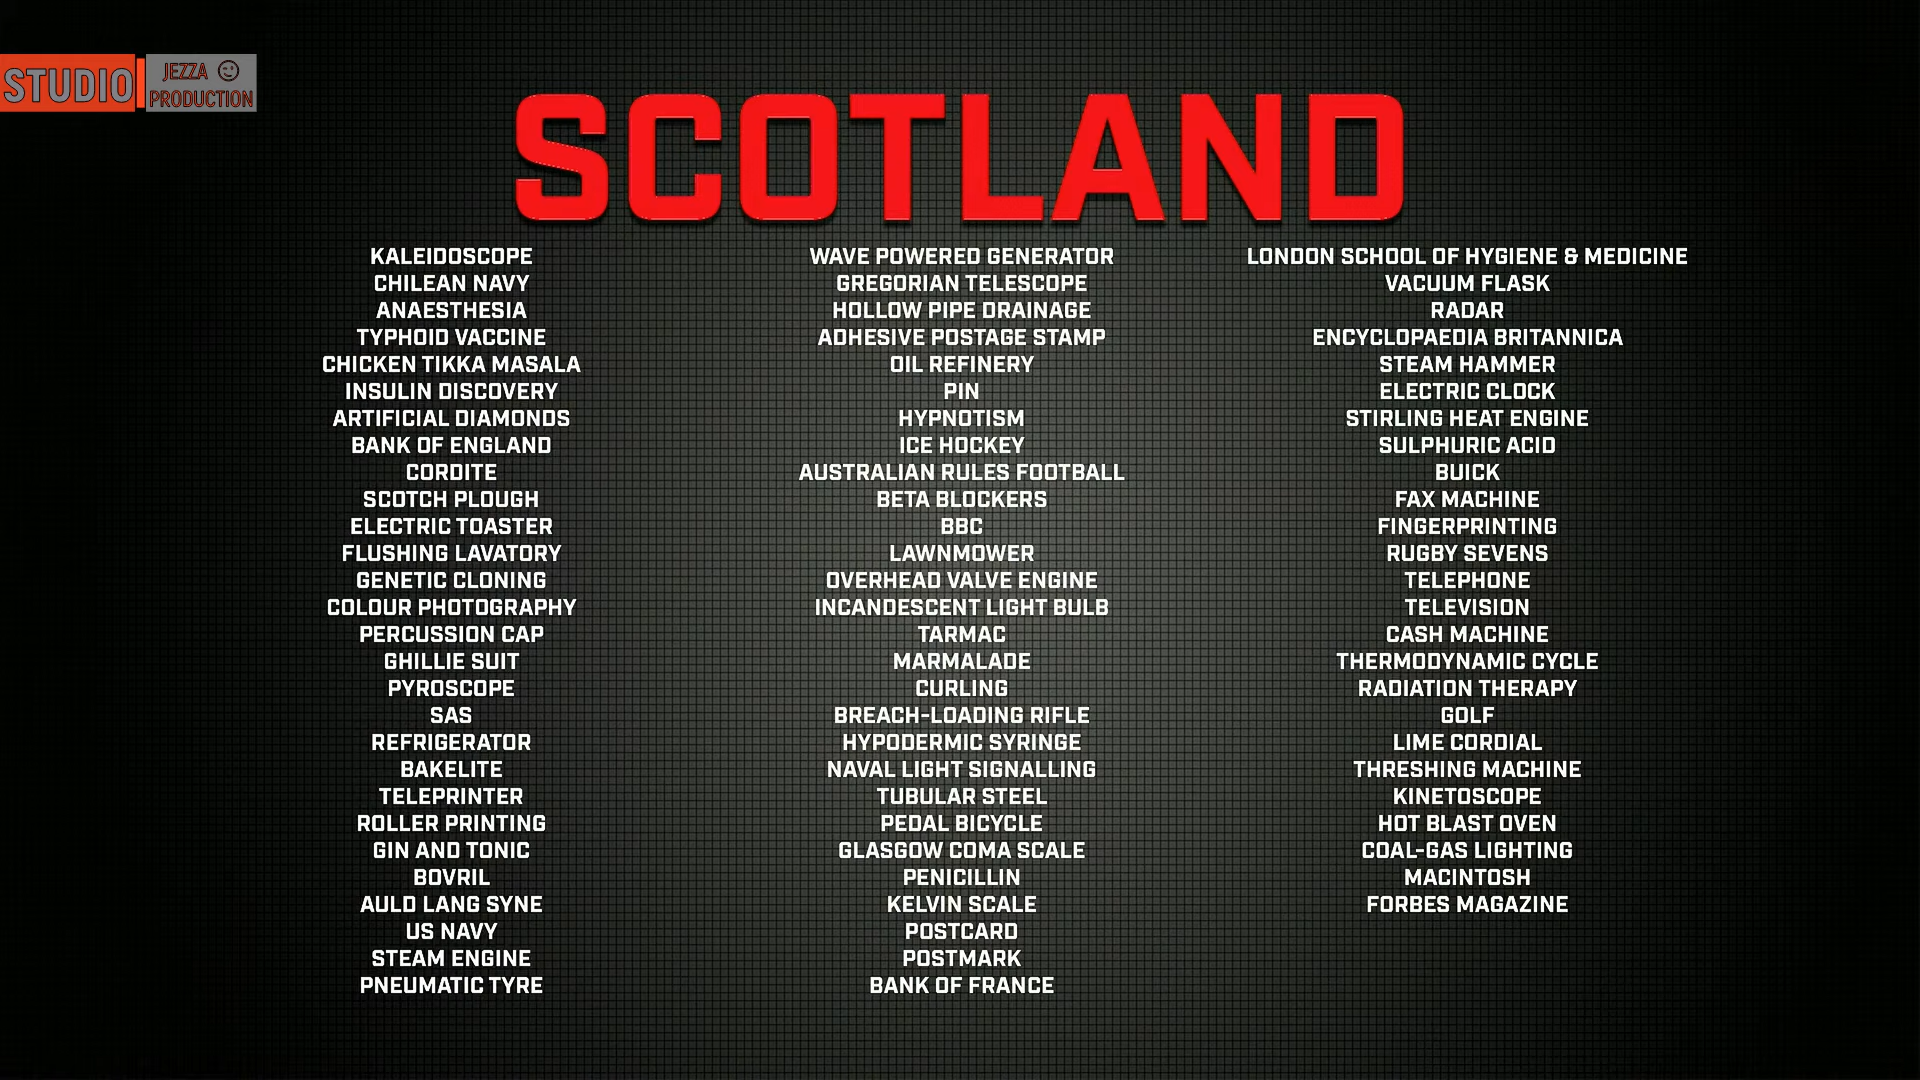 STUDIO
JEZZA 😉
PRODUCTION
SCOTLAND
KALEIDOSCOPE
CHILEAN NAVY
ANAESTHESIA
TYPHOID VACCINE
CHICKEN TIKKA MASALA
INSULIN DISCOVERY
ARTIFICIAL DIAMONDS
BANK OF ENGLAND
CORDITE
SCOTCH PLOUGH
ELECTRIC TOASTER
FLUSHING LAVATORY
GENETIC CLONING
COLOUR PHOTOGRAPHY
PERCUSSION CAP
GHILLIE SUIT
PYROSCOPE
SAS
REFRIGERATOR
BAKELITE
TELEPRINTER
ROLLER PRINTING
GIN AND TONIC
BOVRIL
AULD LANG SYNE
US NAVY
STEAM ENGINE
PNEUMATIC TYRE
WAVE POWERED GENERATOR
GREGORIAN TELESCOPE
HOLLOW PIPE DRAINAGE
ADHESIVE POSTAGE STAMP
OIL REFINERY
PIN
HYPNOTISM
ICE HOCKEY
AUSTRALIAN RULES FOOTBALL
BETA BLOCKERS
BBC
LAWNMOWER
OVERHEAD VALVE ENGINE
INCANDESCENT LIGHT BULB
TARMAC
MARMALADE
CURLING
BREACH-LOADING RIFLE
HYPODERMIC SYRINGE
NAVAL LIGHT SIGNALLING
TUBULAR STEEL
PEDAL BICYCLE
GLASGOW COMA SCALE
PENICILLIN
KELVIN SCALE
POSTCARD
POSTMARK
BANK OF FRANCE
LONDON SCHOOL OF HYGIENE & MEDICINE
VACUUM FLASK
RADAR
ENCYCLOPAEDIA BRITANNICA
STEAM HAMMER
ELECTRIC CLOCK
STIRLING HEAT ENGINE
SULPHURIC ACID
BUICK
FAX MACHINE
FINGERPRINTING
RUGBY SEVENS
TELEPHONE
TELEVISION
CASH MACHINE
THERMODYNAMIC CYCLE
RADIATION THERAPY
GOLF
LIME CORDIAL
THRESHING MACHINE
KINETOSCOPE
HOT BLAST OVEN
COAL-GAS LIGHTING
MACINTOSH
FORBES MAGAZINE